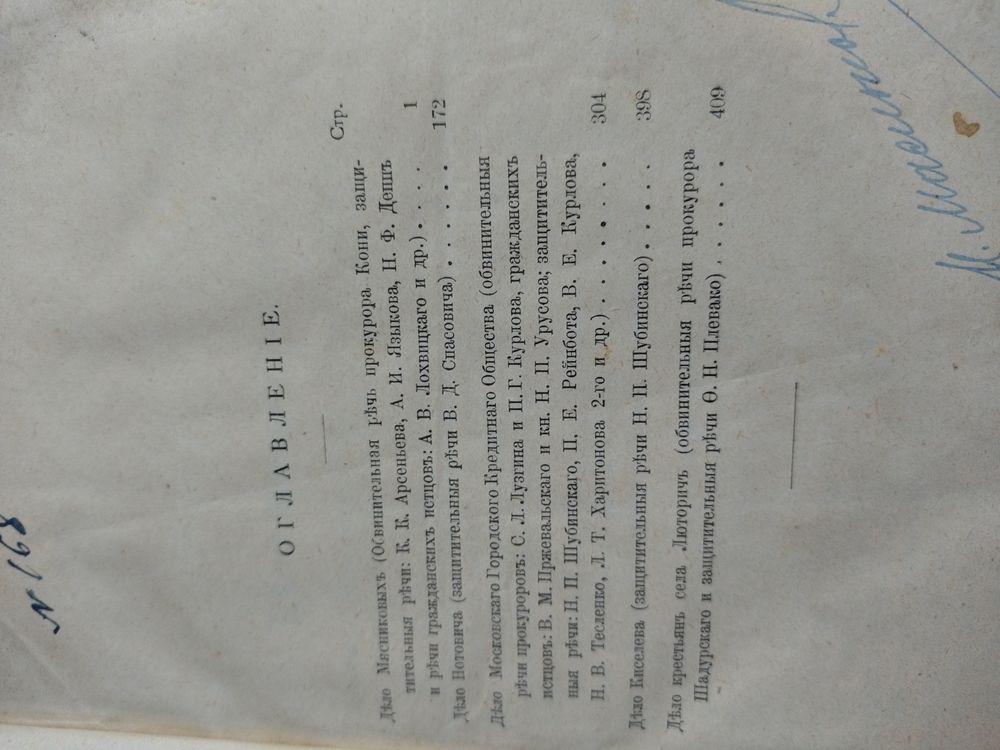 N 168
ОГЛАВЛЕНІЕ.
Стр.
Дѣло Мясниковыхъ (Обвинительная рѣчь прокурора Кони, защи-
тительныя рѣчи: К. К. Арсеньева, А. И. Языкова, Н. Ф. Деппъ
и рѣчи гражданскихъ истцовъ: А. В. Лохвицкаго и др.) . . . . 1
Дѣло Нотовича (защитительныя рѣчи В. Д. Спасовича) . . . . . . 172
Дѣло Московскаго Городского Кредитнаго Общества (обвинительныя
рѣчи прокуроровъ: С. Л. Лузгина и П. Г. Курлова, гражданскихъ
истцовъ: В. М. Пржевальскаго и кн. Н. П. Урусова; защититель-
ныя рѣчи: Н. П. Шубинскаго, П. Е. Рейнбота, В. Е. Курлова,
Н. В. Тесленко, Л. Т. Харитонова 2-го и др.) . . . . . . . . 304
Дѣло Киселева (защитительныя рѣчи Н. П. Шубинскаго) . . . . . 398
Дѣло крестьянъ села Люторичъ (обвинительныя рѣчи прокурора
Шадурскаго и защитительныя рѣчи Ѳ. Н. Плевако) . . . . . . 409